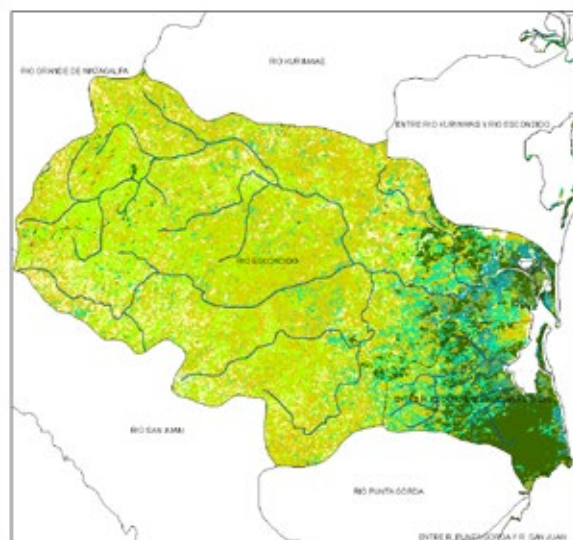 RIO KURINWAS
RIO GRANDE DE MATAGALPA
ENTRE RIO KURINWAS Y RIO ESCONDIDO
RIO ESCONDIDO
RIO SAN JUAN
RIO PUNTA GORDA
ENTRE R. PUNTA GORDA Y R. SAN JUAN